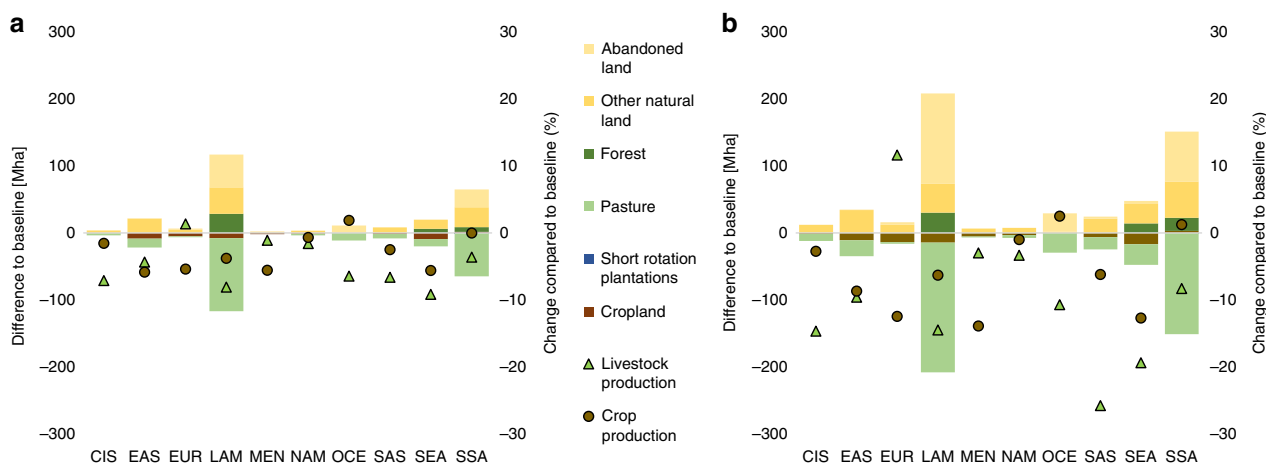 a
300
200
100
0
–100
–200
–300
Difference to baseline [Mha]
30
20
10
0
–10
–20
–30
Change compared to baseline (%)
CIS EAS EUR LAM MEN NAM OCE SAS SEA SSA
Abandoned
land
Other natural
land
Forest
Pasture
Short rotation
plantations
Cropland
Livestock
production
Crop
production
b
300
200
100
0
–100
–200
–300
Difference to baseline [Mha]
30
20
10
0
–10
–20
–30
Change compared to baseline (%)
CIS EAS EUR LAM MEN NAM OCE SAS SEA SSA